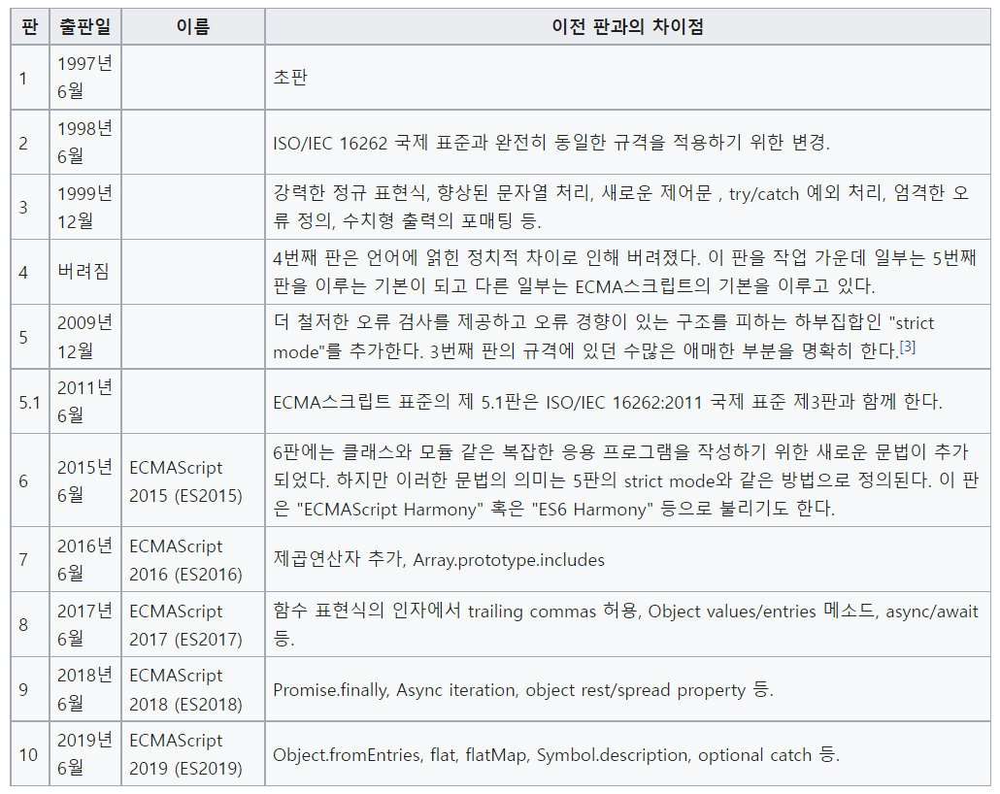 판 출판일 이름 이전 판과의 차이점
1 1997년 6월 초판
2 1998년 6월 ISO/IEC 16262 국제 표준과 완전히 동일한 규격을 적용하기 위한 변경.
3 1999년 12월 강력한 정규 표현식, 향상된 문자열 처리, 새로운 제어문 , try/catch 예외 처리, 엄격한 오
류 정의, 수치형 출력의 포매팅 등.
4 버려짐 4번째 판은 언어에 얽힌 정치적 차이로 인해 버려졌다. 이 판을 작업 가운데 일부는 5번째
판을 이루는 기본이 되고 다른 일부는 ECMA스크립트의 기본을 이루고 있다.
5 2009년 12월 더 철저한 오류 검사를 제공하고 오류 경향이 있는 구조를 피하는 하부집합인 "strict
mode"를 추가한다. 3번째 판의 규격에 있던 수많은 애매한 부분을 명확히 한다.[3]
5.1 2011년 6월 ECMA스크립트 표준의 제 5.1판은 ISO/IEC 16262:2011 국제 표준 제3판과 함께 한다.
6 2015년 6월 ECMAScript 2015 (ES2015) 6판에는 클래스와 모듈 같은 복잡한 응용 프로그램을 작성하기 위한 새로운 문법이 추가
되었다. 하지만 이러한 문법의 의미는 5판의 strict mode와 같은 방법으로 정의된다. 이 판
은 "ECMAScript Harmony" 혹은 "ES6 Harmony" 등으로 불리기도 한다.
7 2016년 6월 ECMAScript 2016 (ES2016) 제곱연산자 추가, Array.prototype.includes
8 2017년 6월 ECMAScript 2017 (ES2017) 함수 표현식의 인자에서 trailing commas 허용, Object values/entries 메소드, async/await
등.
9 2018년 6월 ECMAScript 2018 (ES2018) Promise.finally, Async iteration, object rest/spread property 등.
10 2019년 6월 ECMAScript 2019 (ES2019) Object.fromEntries, flat, flatMap, Symbol.description, optional catch 등.